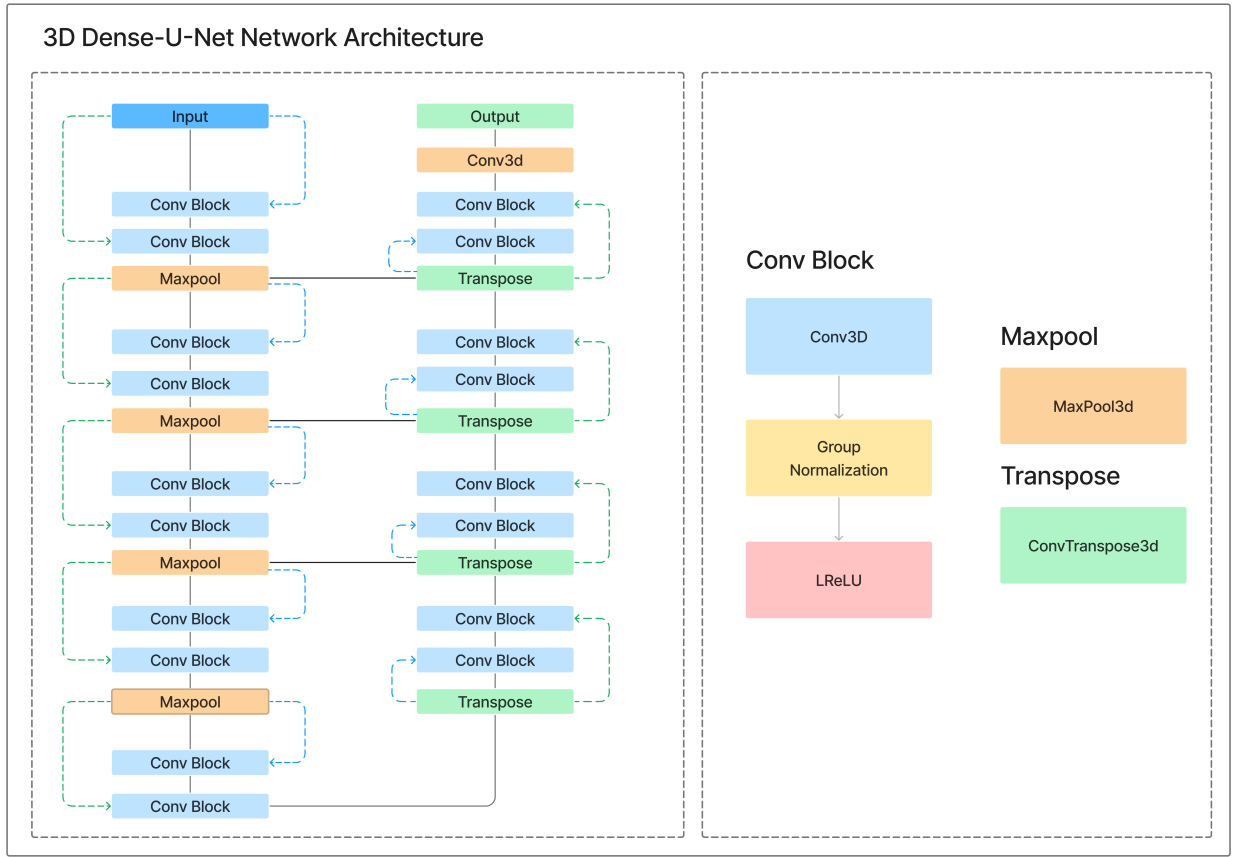 3D Dense-U-Net Network Architecture
Input
Conv Block
Conv Block
Maxpool
Conv Block
Conv Block
Maxpool
Conv Block
Conv Block
Maxpool
Conv Block
Conv Block
Maxpool
Conv Block
Conv Block
Output
Conv3d
Conv Block
Conv Block
Transpose
Conv Block
Conv Block
Transpose
Conv Block
Conv Block
Transpose
Conv Block
Conv Block
Transpose
Conv Block
Conv3D
Group
Normalization
LReLU
Maxpool
MaxPool3d
Transpose
ConvTranspose3d